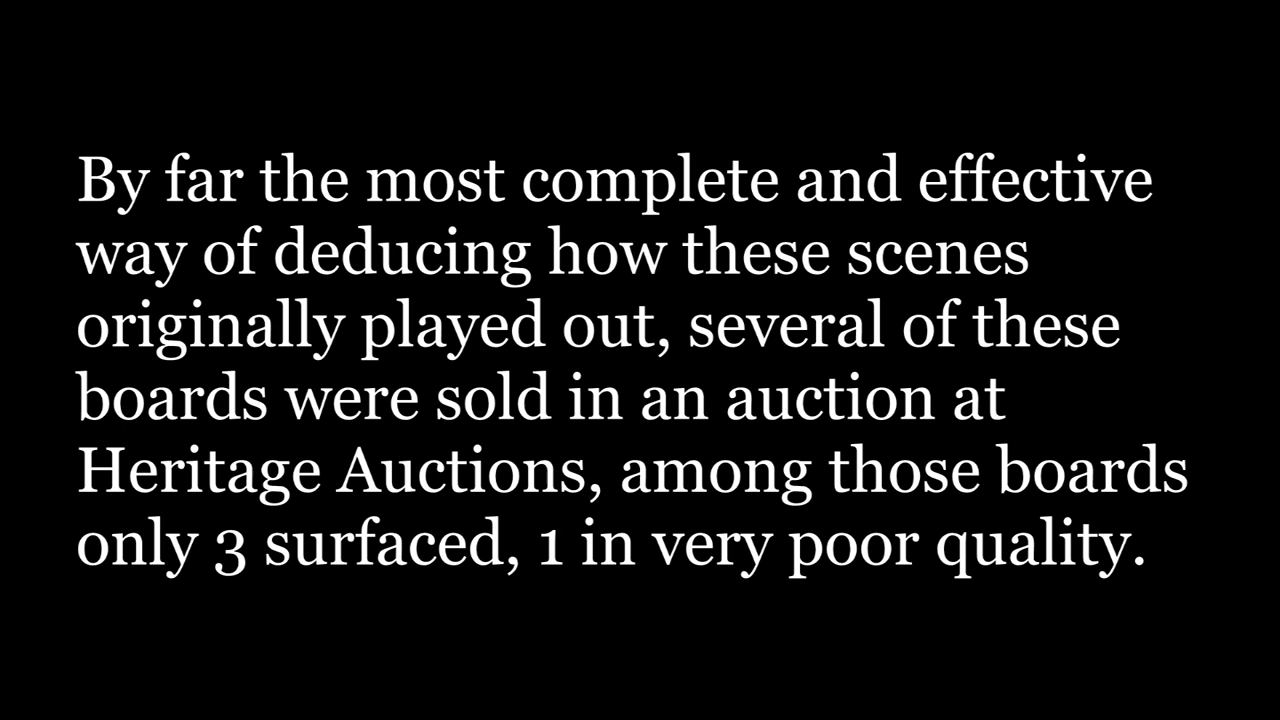 By far the most complete and effective
way of deducing how these scenes
originally played out, several of these
boards were sold in an auction at
Heritage Auctions, among those boards
only 3 surfaced, 1 in very poor quality.